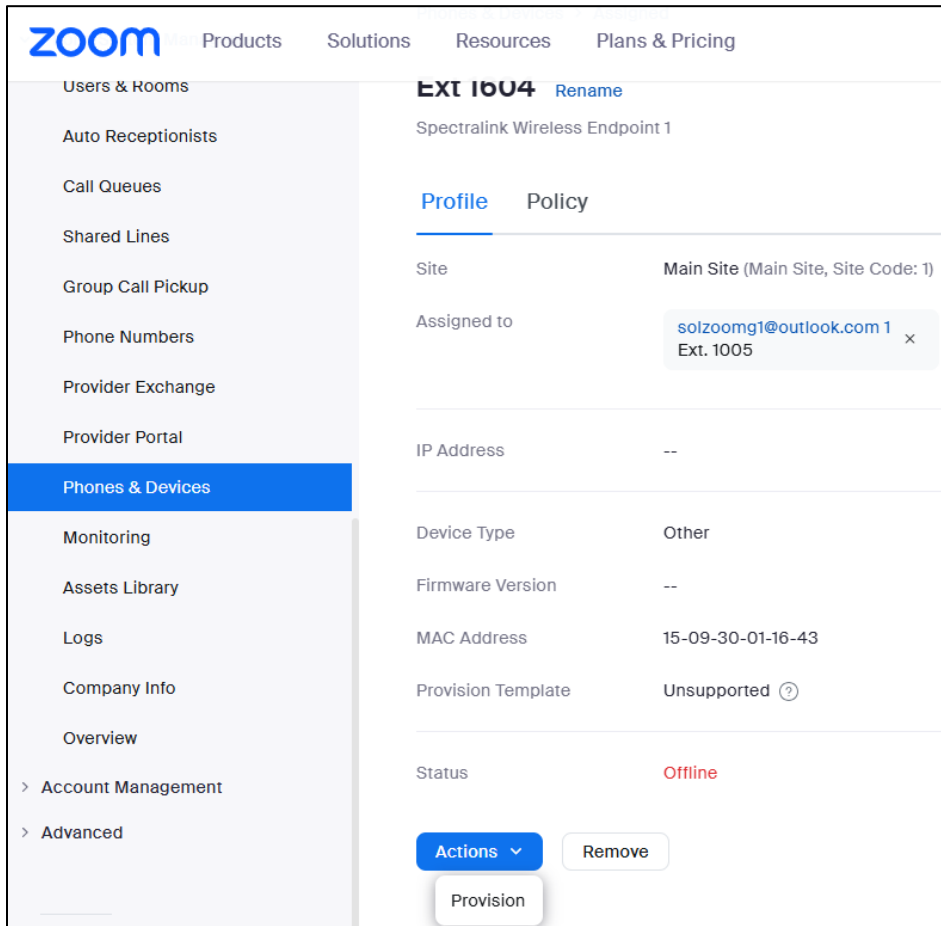 zoom Products Solutions Resources Plans & Pricing
Users & Rooms
Auto Receptionists
Call Queues
Shared Lines
Group Call Pickup
Phone Numbers
Provider Exchange
Provider Portal
Phones & Devices
Monitoring
Assets Library
Logs
Company Info
Overview
Account Management
Advanced
Ext 1604 Rename
Spectralink Wireless Endpoint 1
Profile Policy
Site Main Site (Main Site, Site Code: 1)
Assigned to solzoomg1@outlook.com 1 ×
Ext. 1005
IP Address --
Device Type Other
Firmware Version --
MAC Address 15-09-30-01-16-43
Provision Template Unsupported ?
Status Offline
Actions Remove
Provision